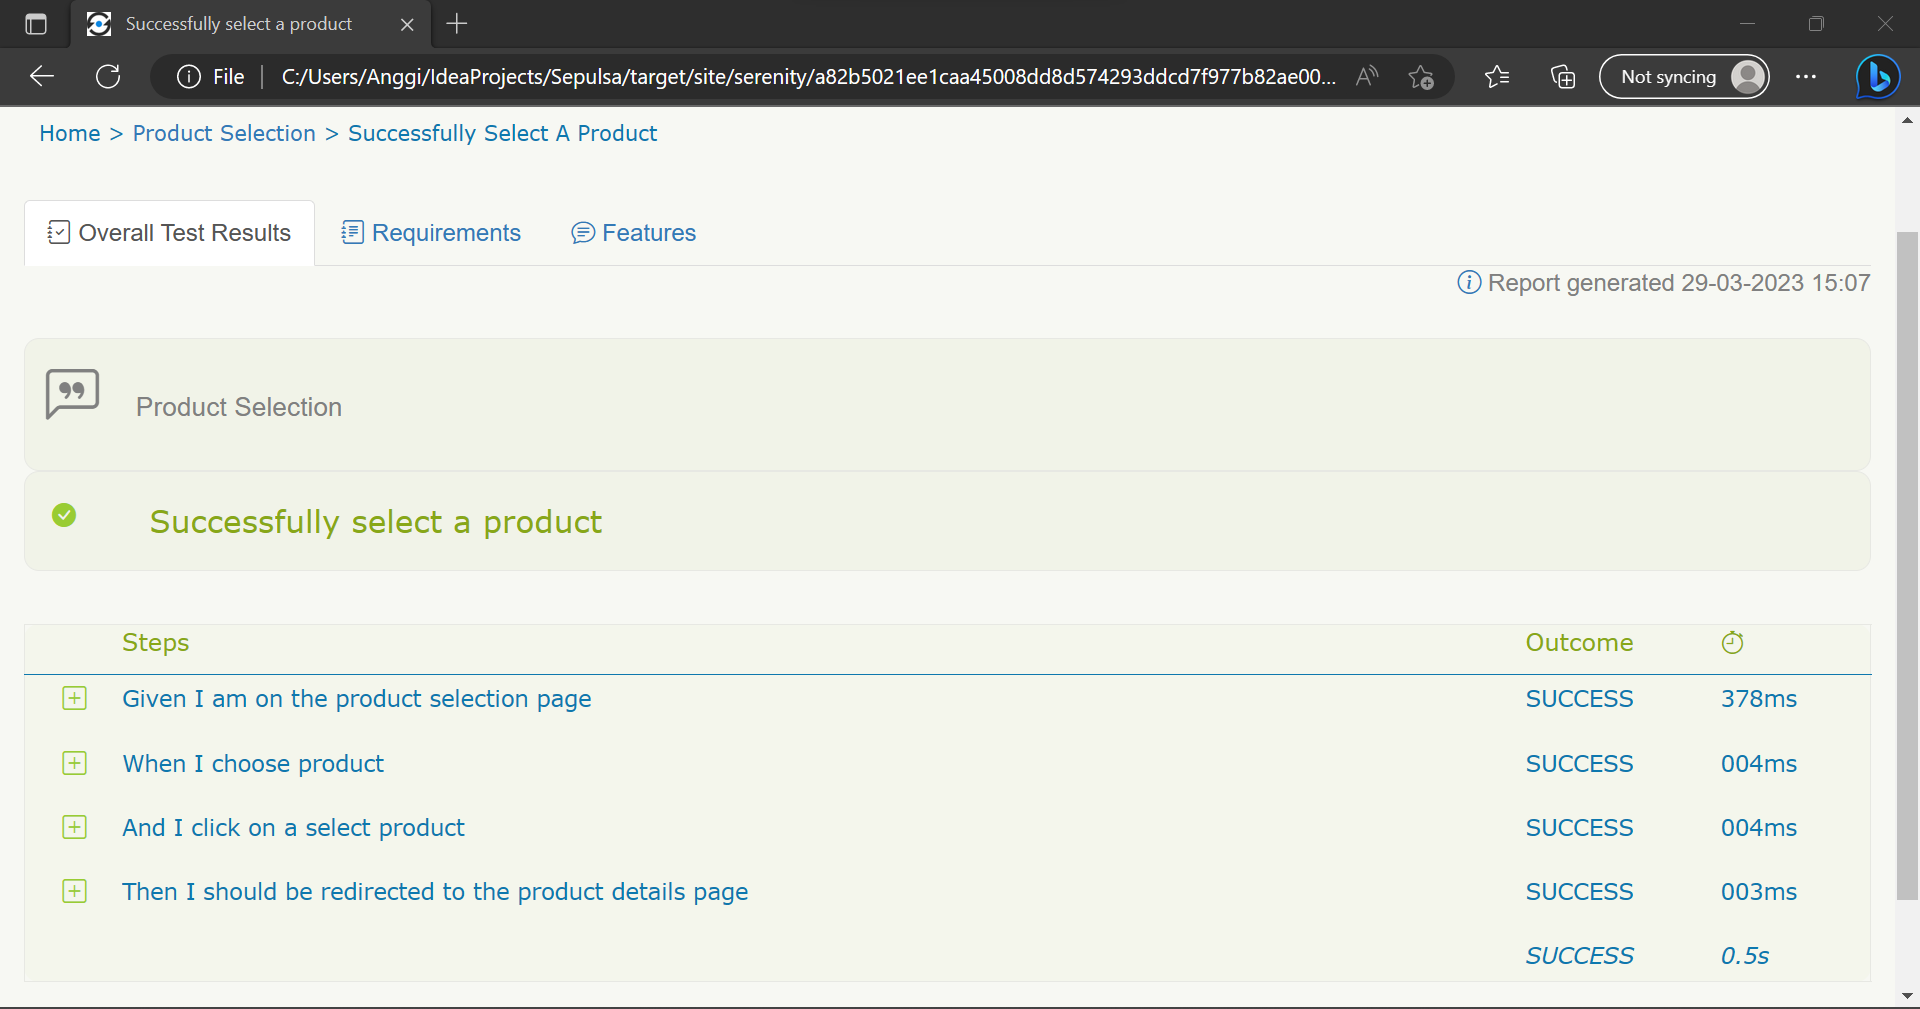 Successfully select a product
File
C:/Users/Anggi/IdeaProjects/Sepulsa/target/site/serenity/a82b5021ee1caa45008dd8d574293ddcd7f977b82ae00...
Not syncing
Home > Product Selection > Successfully Select A Product
Overall Test Results Requirements Features
Report generated 29-03-2023 15:07
Product Selection
Successfully select a product
Steps Outcome
Given I am on the product selection page SUCCESS 378ms
When I choose product SUCCESS 004ms
And I click on a select product SUCCESS 004ms
Then I should be redirected to the product details page SUCCESS 003ms
SUCCESS 0.5s